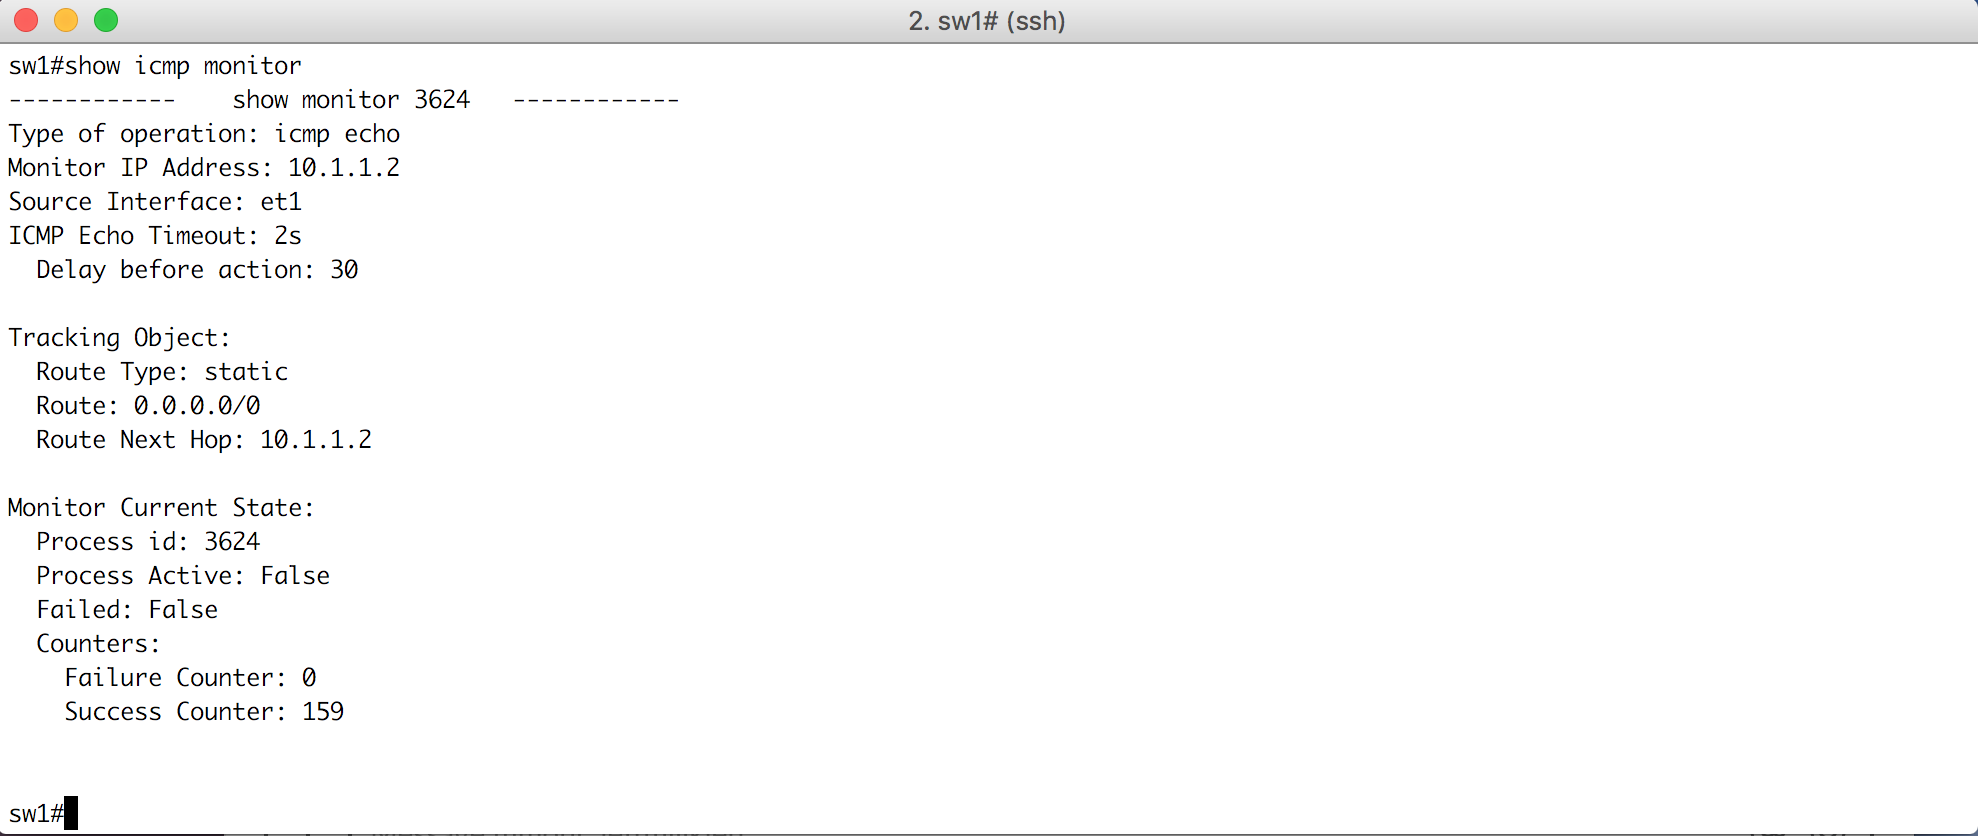 2. sw1# (ssh)
sw1#show icmp monitor
------------    show monitor 3624   ------------
Type of operation: icmp echo
Monitor IP Address: 10.1.1.2
Source Interface: et1
ICMP Echo Timeout: 2s
  Delay before action: 30

Tracking Object:
  Route Type: static
  Route: 0.0.0.0/0
  Route Next Hop: 10.1.1.2

Monitor Current State:
  Process id: 3624
  Process Active: False
  Failed: False
  Counters:
    Failure Counter: 0
    Success Counter: 159

sw1#